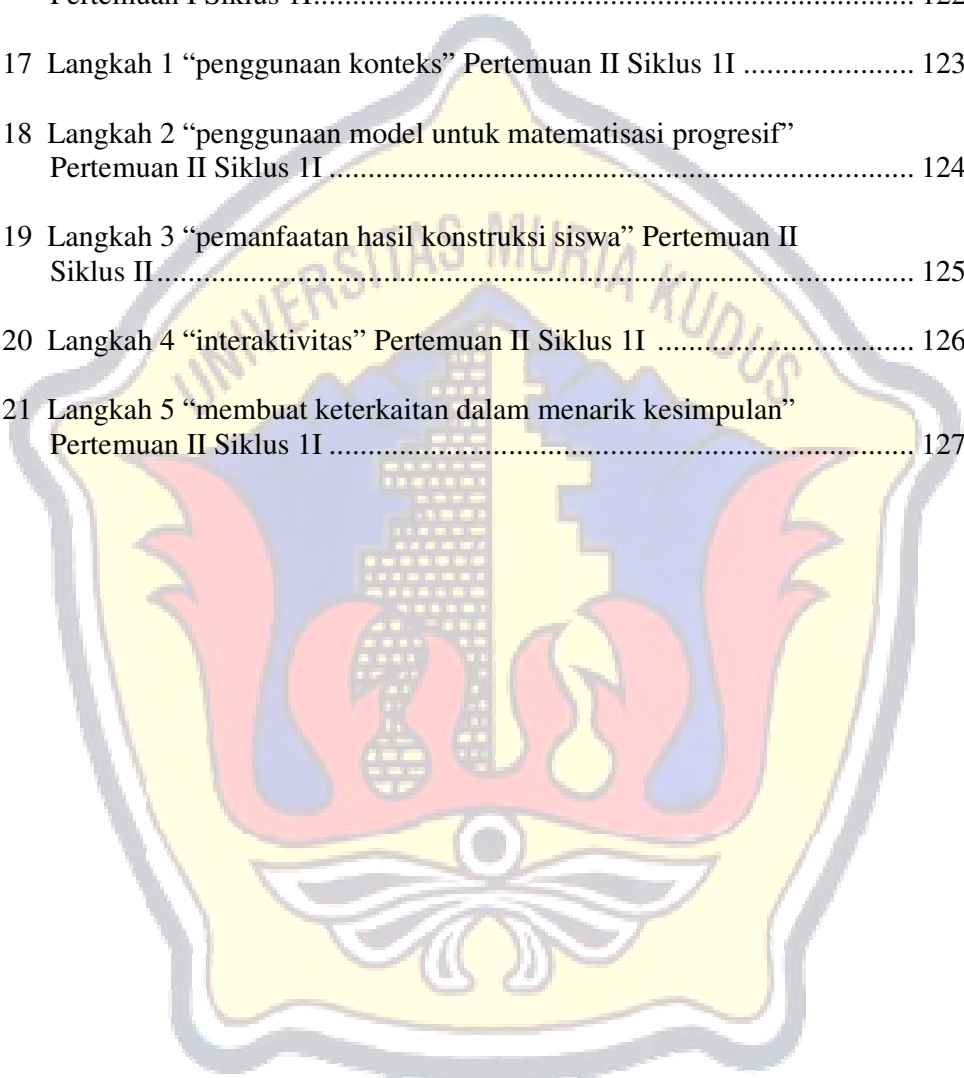 Pertemuan I Siklus 1I........................................................................... 122
17 Langkah 1 “penggunaan konteks” Pertemuan II Siklus 1I ...................... 123
18 Langkah 2 “penggunaan model untuk matematisasi progresif”
Pertemuan II Siklus 1I ........................................................................... 124
19 Langkah 3 “pemanfaatan hasil konstruksi siswa” Pertemuan II
Siklus II.................................................................................................. 125
20 Langkah 4 “interaktivitas” Pertemuan II Siklus 1I ................................. 126
21 Langkah 5 “membuat keterkaitan dalam menarik kesimpulan”
Pertemuan II Siklus 1I ........................................................................... 127
UNIVERSITAS MURIA KUDUS